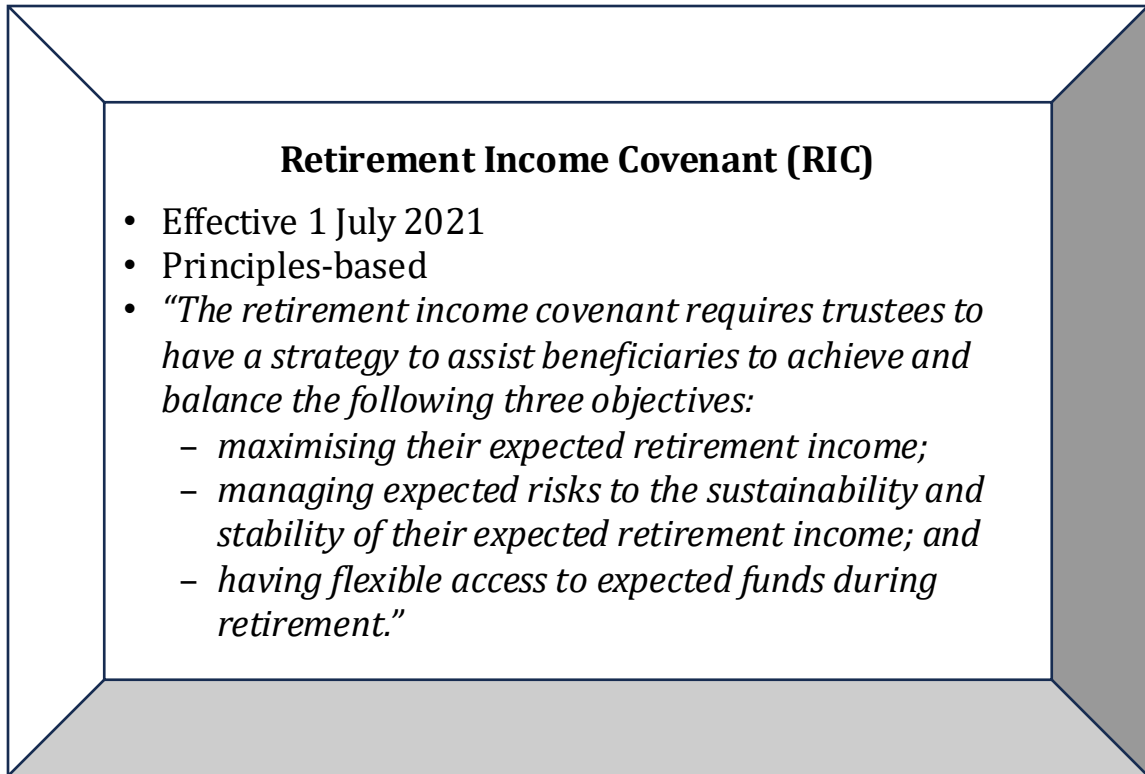 Retirement Income Covenant (RIC)
• Effective 1 July 2021
• Principles-based
• “The retirement income covenant requires trustees to
have a strategy to assist beneficiaries to achieve and
balance the following three objectives:
– maximising their expected retirement income;
– managing expected risks to the sustainability and
stability of their expected retirement income; and
– having flexible access to expected funds during
retirement.”